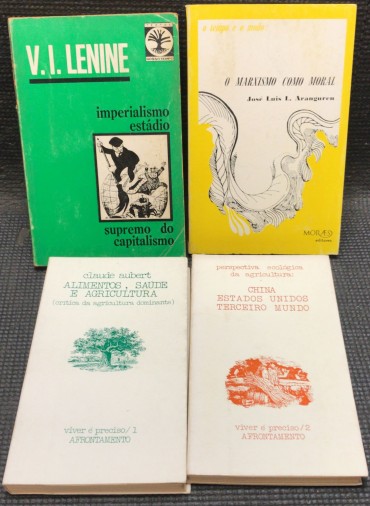 V. I. LENINE
imperialismo
estádio
supremo do
capitalismo
o tempo e o modo
O MARXISMO COMO MORAL
José Luis L. Aranguren
MORAES
editores
claude aubert
ALIMENTOS, SAUDE
E AGRICULTURA
(crítica da agricultura dominante)
viver é preciso/1
AFRONTAMENTO
perspectiva ecológica
da agricultura:
CHINA
ESTADOS UNIDOS
TERCEIRO MUNDO
viver é preciso/2
AFRONTAMENTO